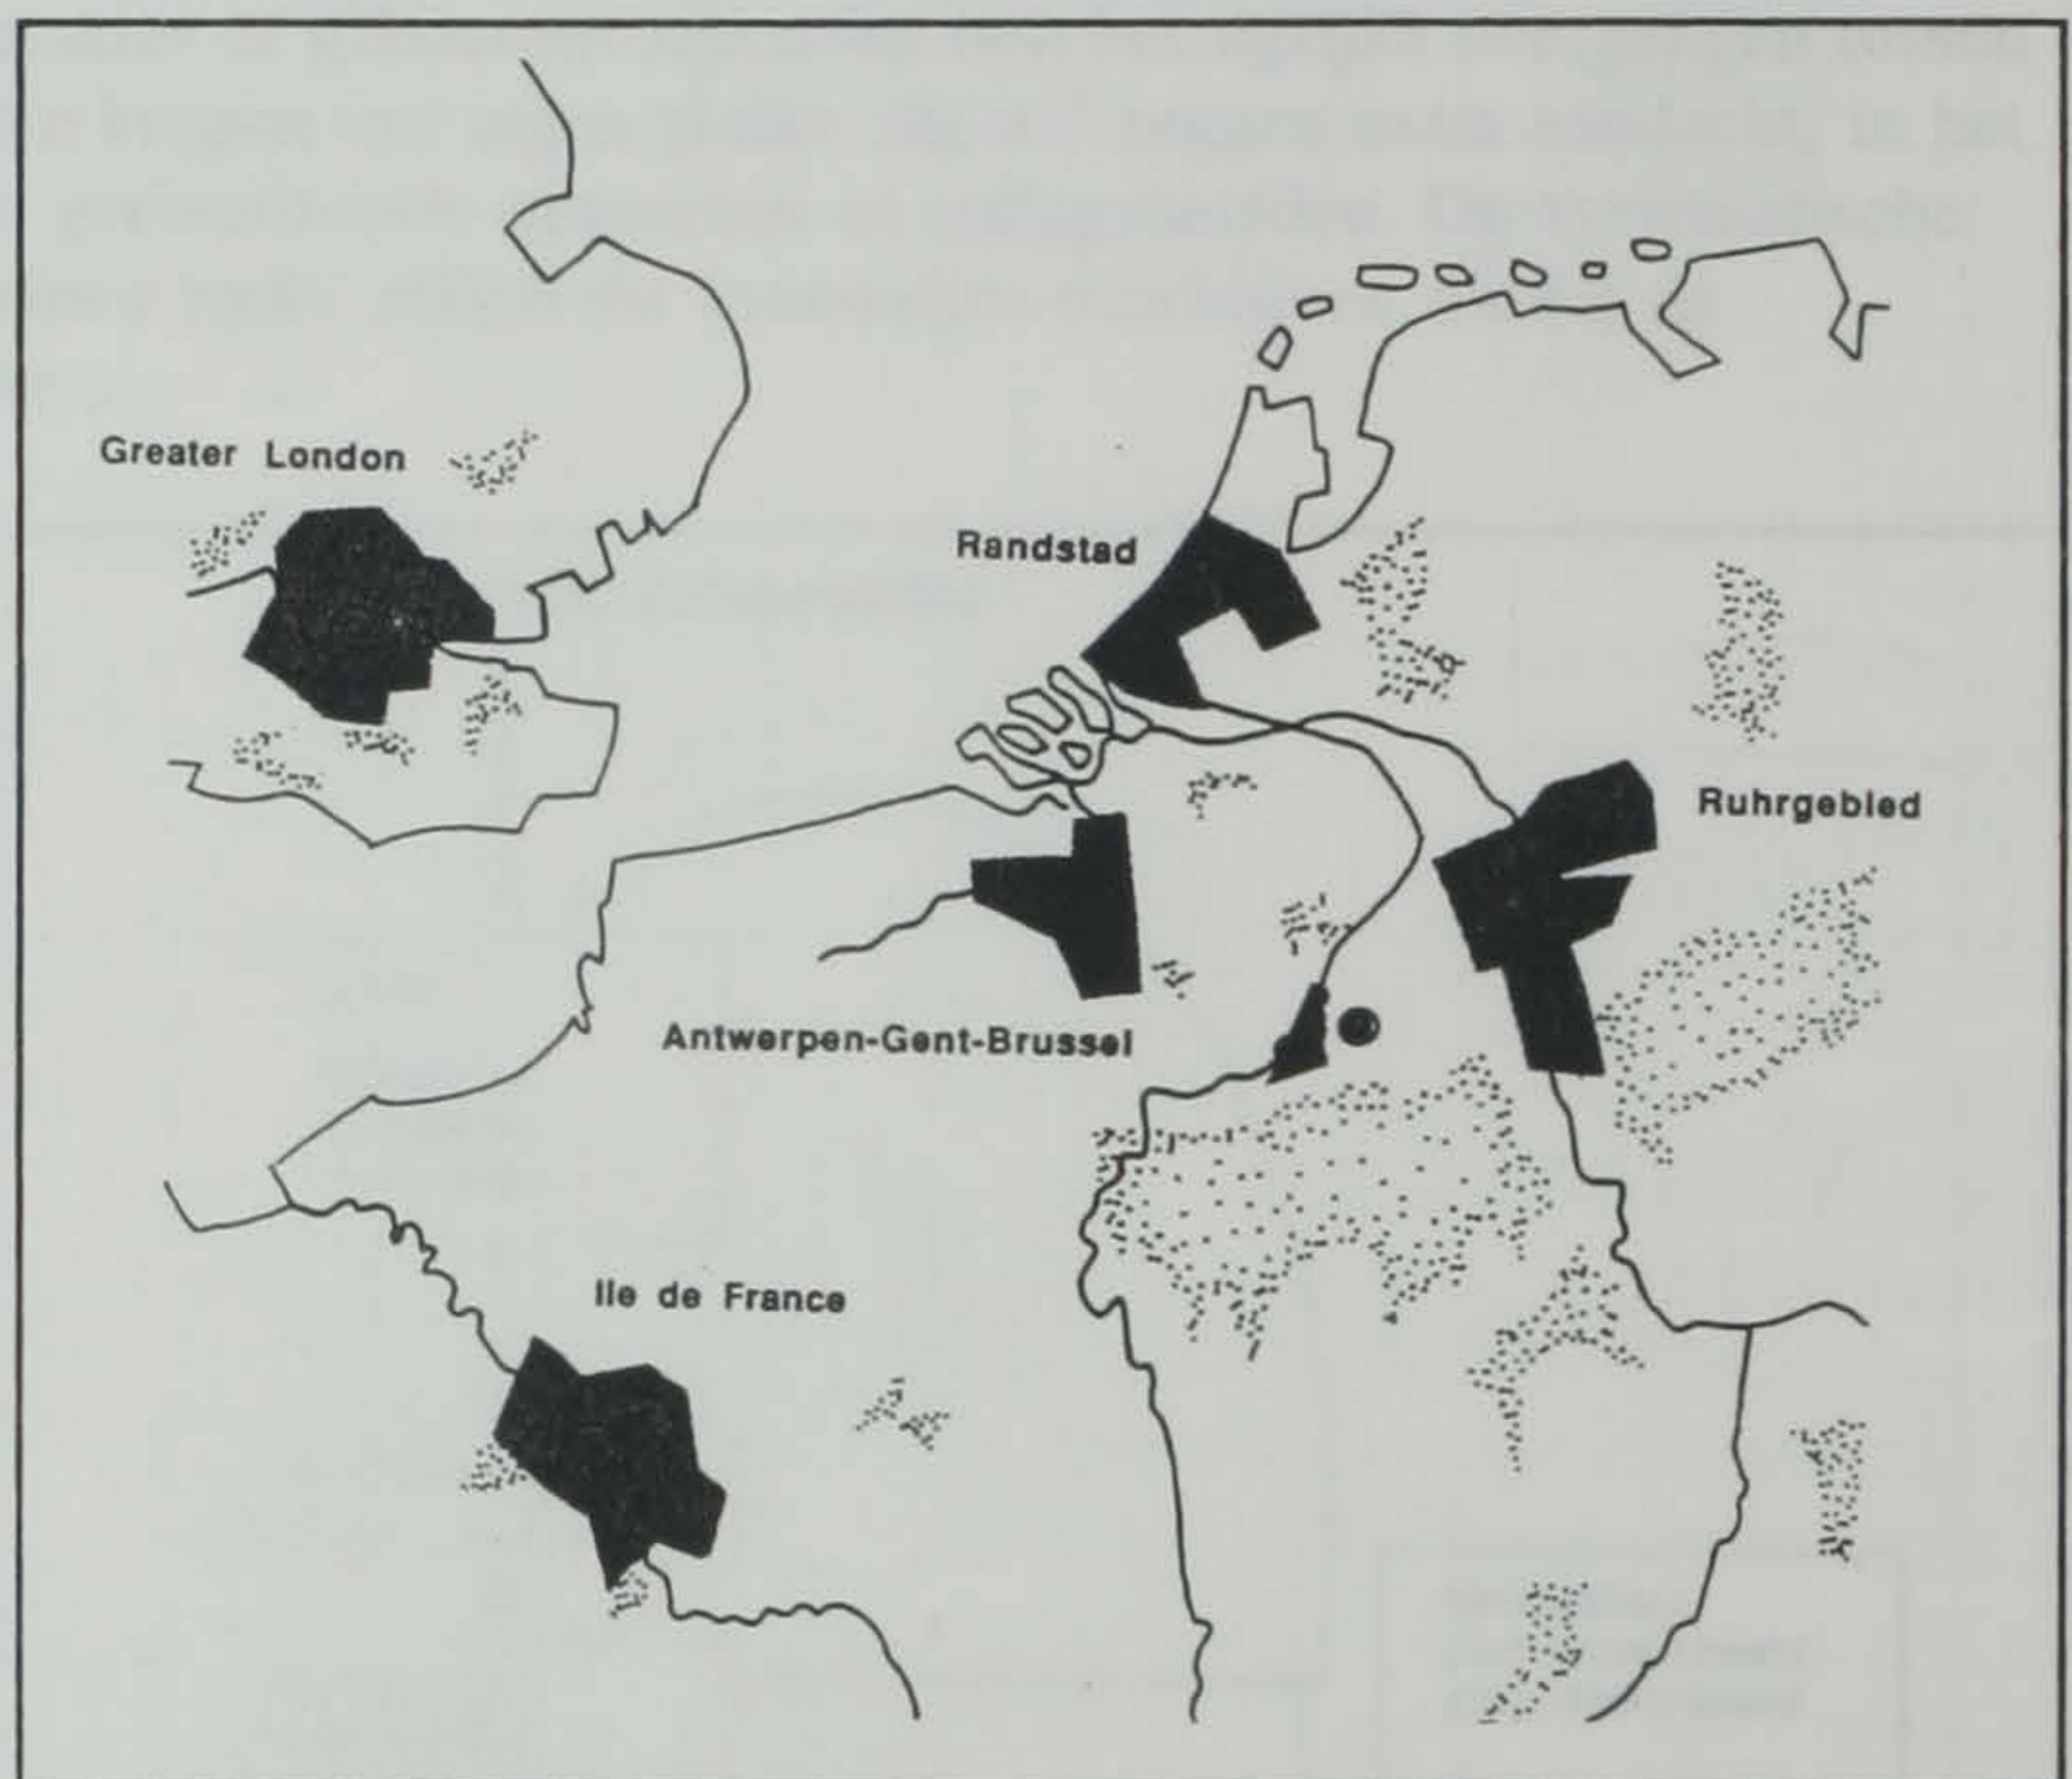 Greater London
Randstad
Ruhrgebied
Antwerpen-Gent-Brussel
Ile de France